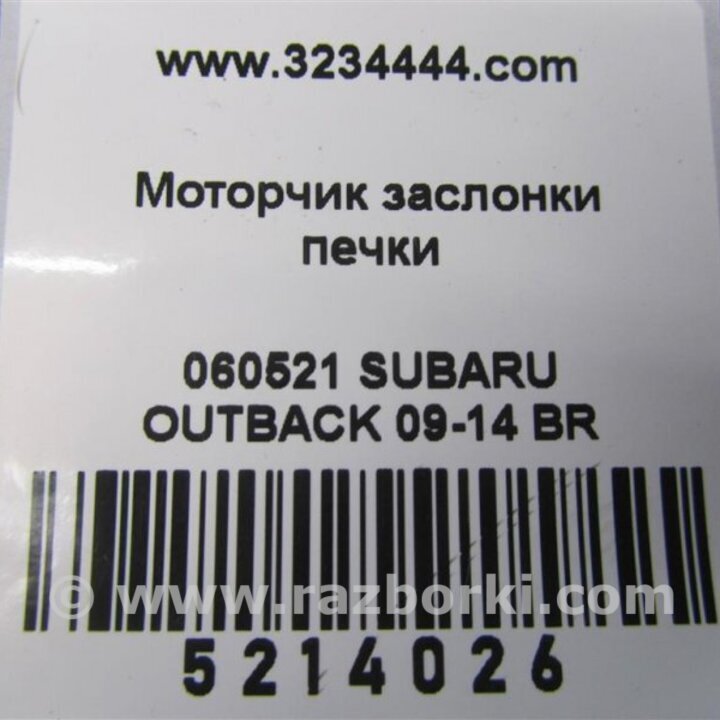 www.3234444.com
Моторчик заслонки
печки
060521 SUBARU
OUTBACK 09-14 BR
© www.razborki.com
5214026